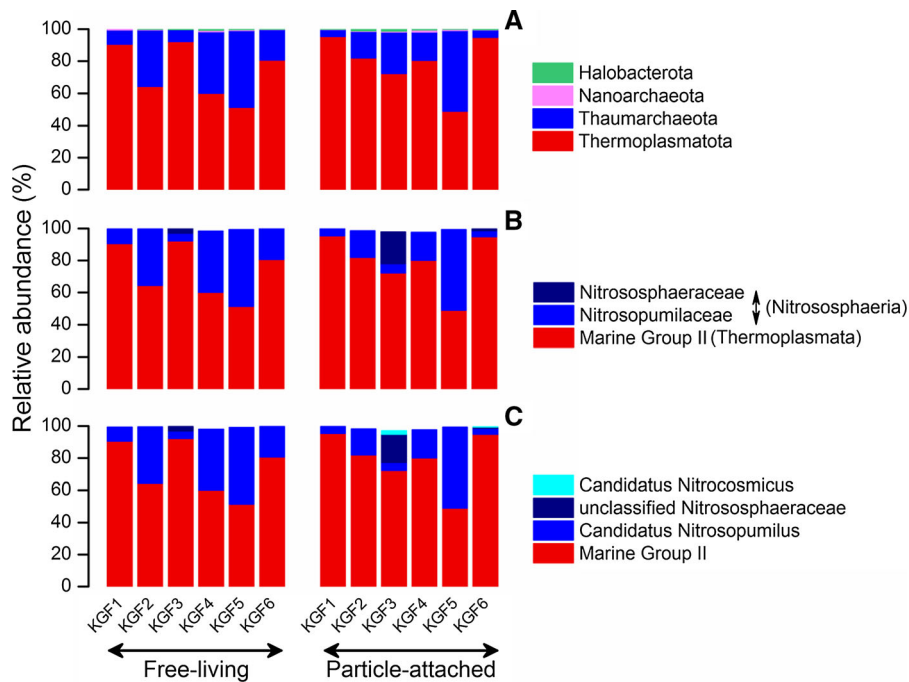 Relative abundance (%)
A
100
80
60
40
20
0
Halobacterota
Nanoarchaeota
Thaumarchaeota
Thermoplasmatota
B
100
80
60
40
20
0
Nitrososphaeraceae
Nitrosopumilaceae
(Nitrososphaeria)
Marine Group II (Thermoplasmata)
C
100
80
60
40
20
0
Candidatus Nitrocosmicus
unclassified Nitrososphaeraceae
Candidatus Nitrosopumilus
Marine Group II
KGF1 KGF2 KGF3 KGF4 KGF5 KGF6 KGF1 KGF2 KGF3 KGF4 KGF5 KGF6
Free-living Particle-attached